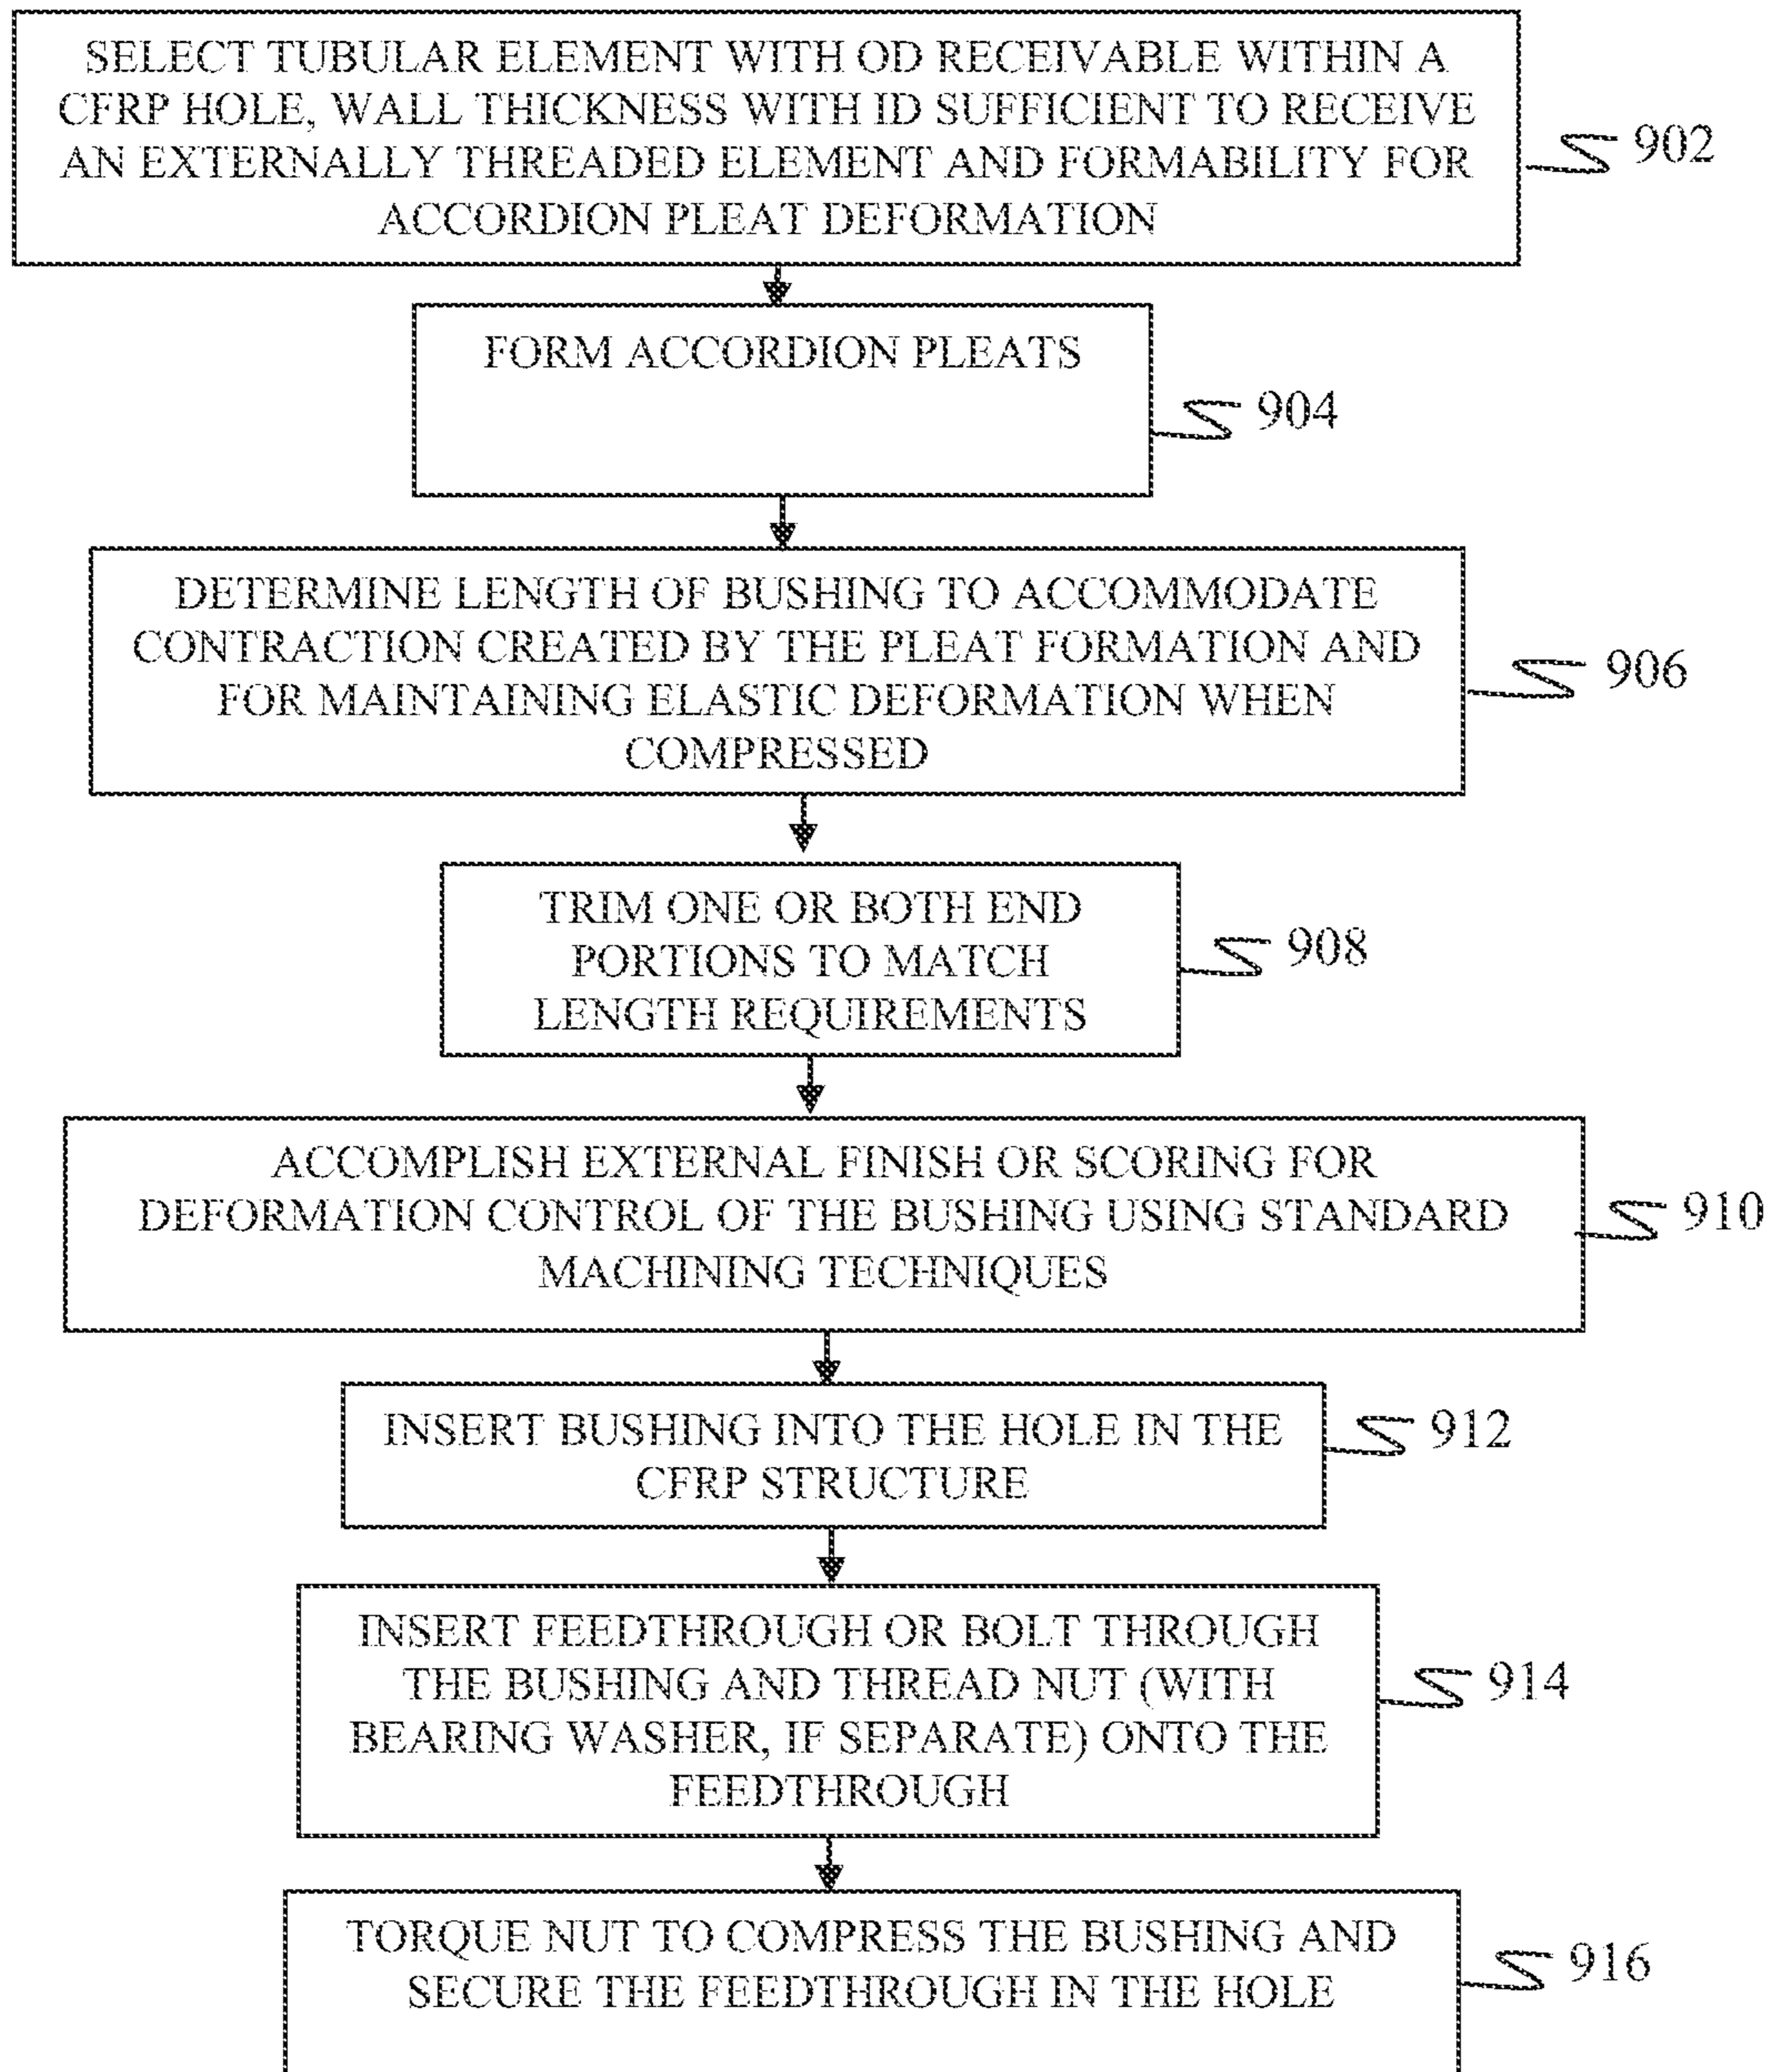 SELECT TUBULAR ELEMENT WITH OD RECEIVABLE WITHIN A
CFRP HOLE, WALL THICKNESS WITH ID SUFFICIENT TO RECEIVE
AN EXTERNALLY THREADED ELEMENT AND FORMABILITY FOR
ACCORDION PLEAT DEFORMATION
902
FORM ACCORDION PLEATS
904
DETERMINE LENGTH OF BUSHING TO ACCOMMODATE
CONTRACTION CREATED BY THE PLEAT FORMATION AND
FOR MAINTAINING ELASTIC DEFORMATION WHEN
COMPRESSED
906
TRIM ONE OR BOTH END
PORTIONS TO MATCH
LENGTH REQUIREMENTS
908
ACCOMPLISH EXTERNAL FINISH OR SCORING FOR
DEFORMATION CONTROL OF THE BUSHING USING STANDARD
MACHINING TECHNIQUES
910
INSERT BUSHING INTO THE HOLE IN THE
CFRP STRUCTURE
912
INSERT FEEDTHROUGH OR BOLT THROUGH
THE BUSHING AND THREAD NUT (WITH
BEARING WASHER, IF SEPARATE) ONTO THE
FEEDTHROUGH
914
TORQUE NUT TO COMPRESS THE BUSHING AND
SECURE THE FEEDTHROUGH IN THE HOLE
916